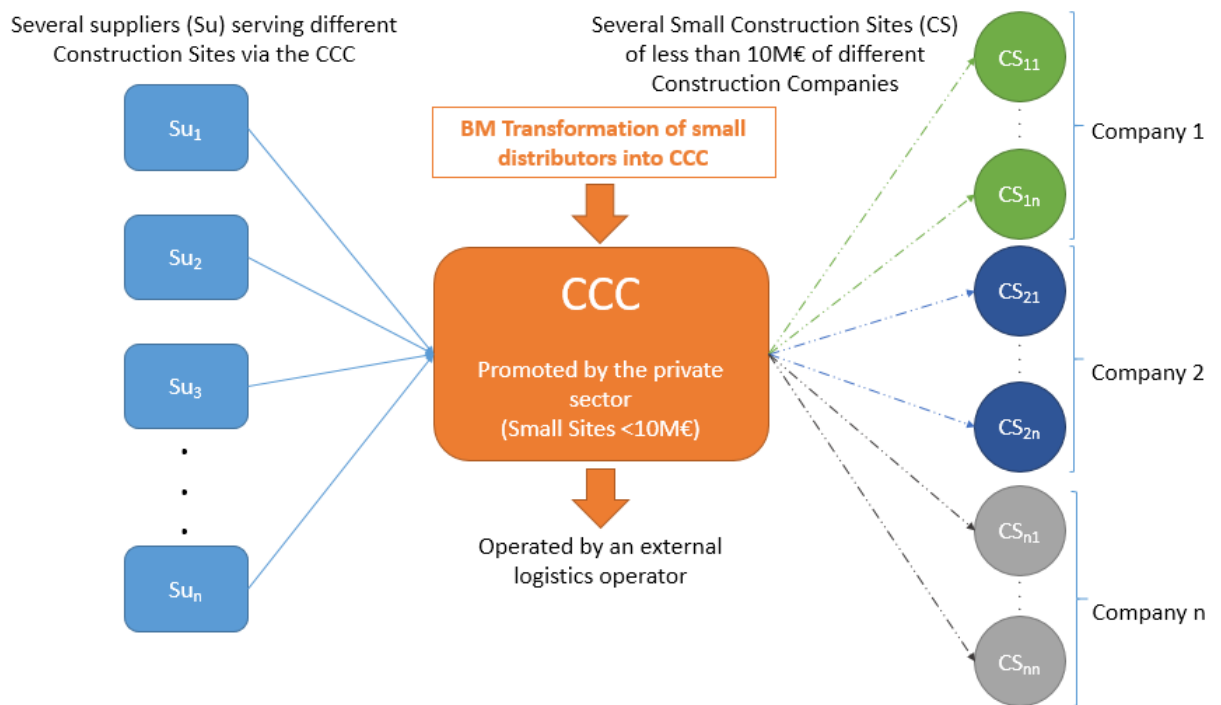 Several suppliers (Su) serving different
Construction Sites via the CCC
Several Small Construction Sites (CS)
of less than 10M€ of different
Construction Companies
BM Transformation of small
distributors into CCC
Su₁
Su₂
Su₃
Suₙ
CCC
Promoted by the private
sector
(Small Sites <10M€)
Operated by an external
logistics operator
CS₁₁
CS₁ₙ
Company 1
CS₂₁
CS₂ₙ
Company 2
CSₙ₁
CSₙₙ
Company n